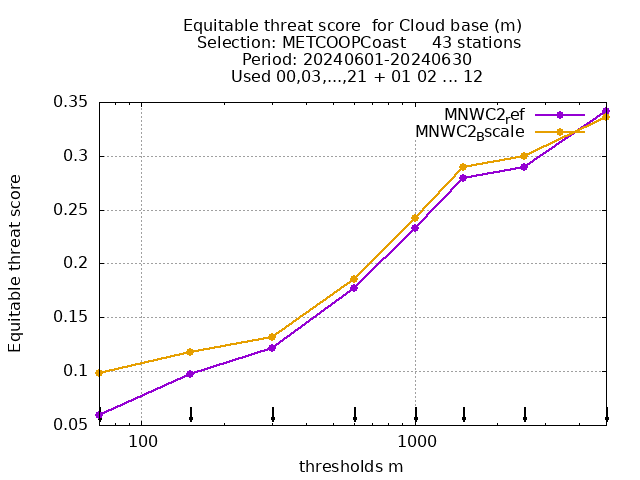 Equitable threat score  for Cloud base (m)
Selection: METCOOPCoast     43 stations
Period: 20240601-20240630
Used 00,03,...,21 + 01 02 ... 12
MNWC2ref
MNWC2Bscale
Equitable threat score
0.35
0.3
0.25
0.2
0.15
0.1
0.05
100
1000
thresholds m